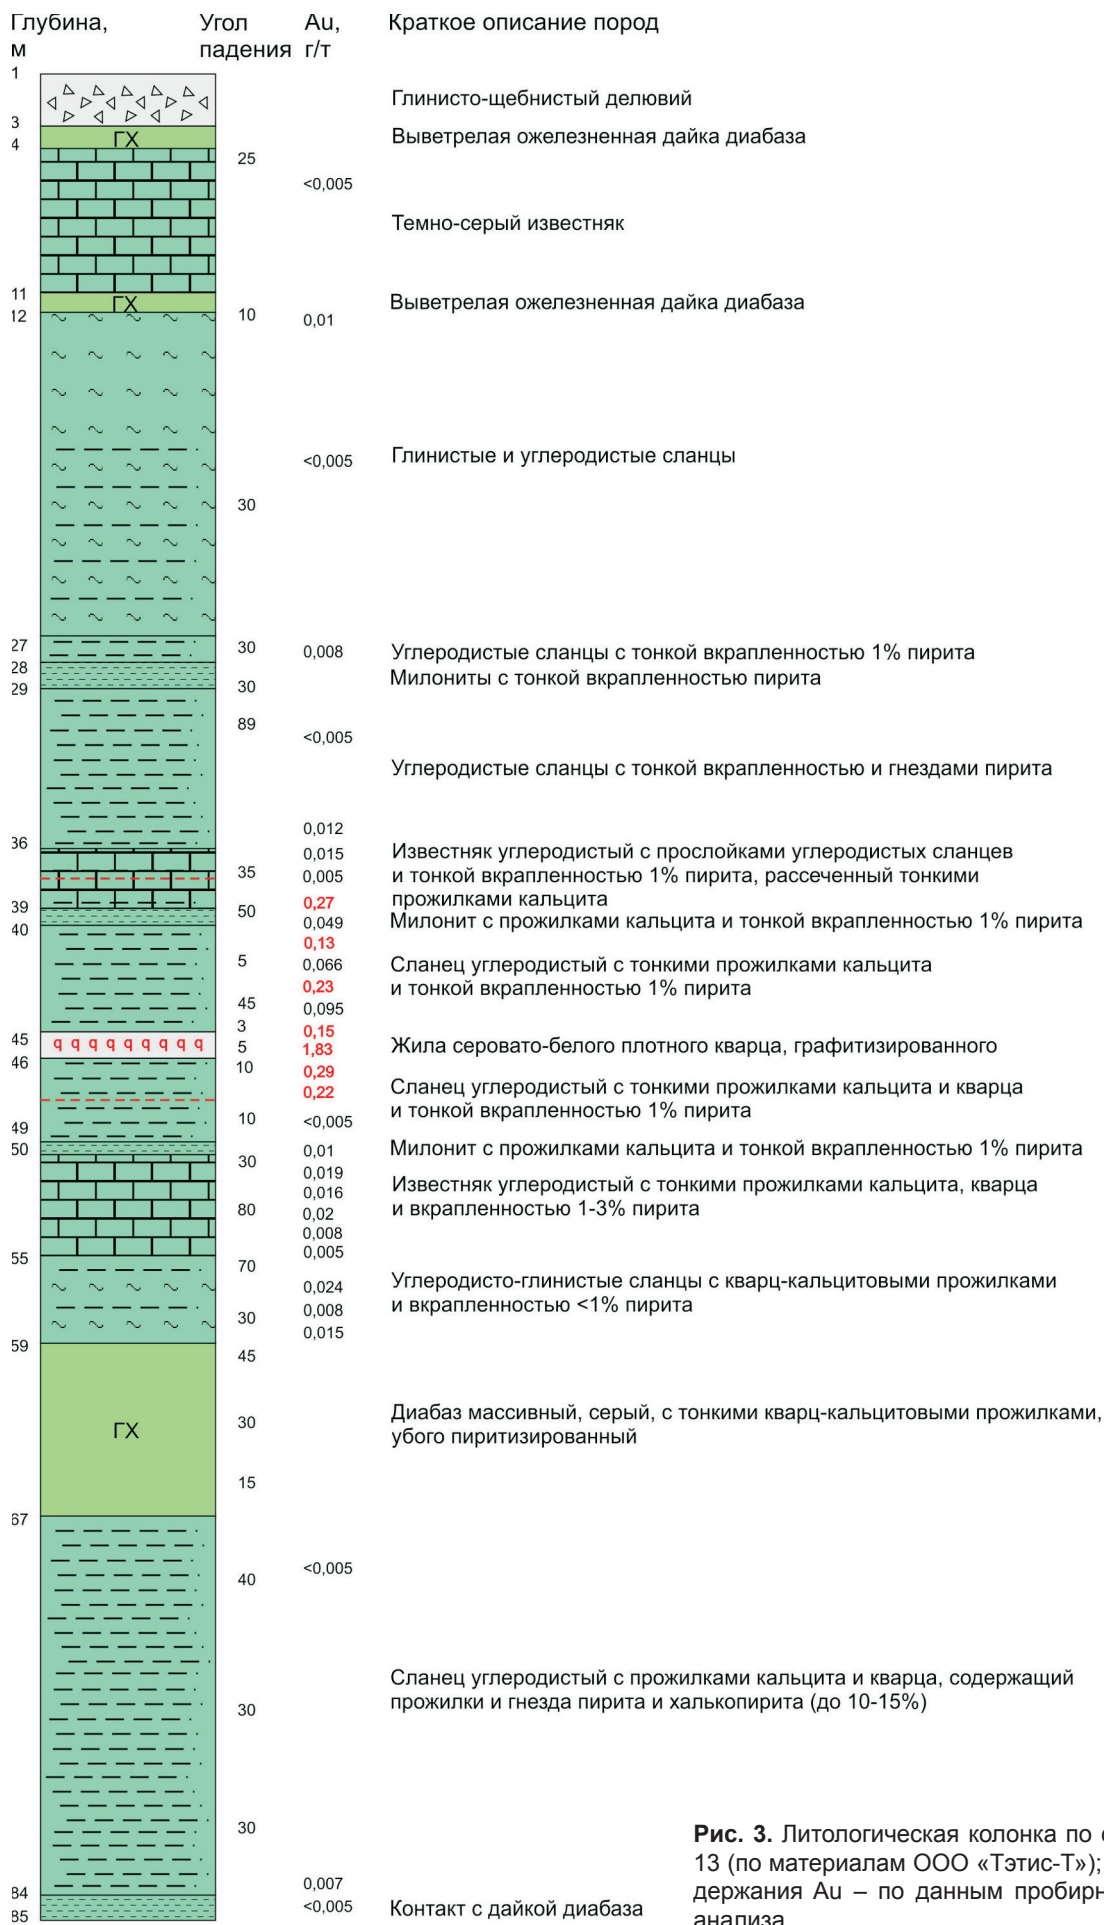 Глубина, м
Угол падения
Au, г/т
Краткое описание пород
1
Глинисто-щебнистый делювий
3
ГХ
Выветрелая ожелезненная дайка диабаза
4
25
<0,005
Темно-серый известняк
11
ГХ
Выветрелая ожелезненная дайка диабаза
12
10
0,01
<0,005
Глинистые и углеродистые сланцы
30
27
30
0,008
Углеродистые сланцы с тонкой вкрапленностью 1% пирита
28
Милониты с тонкой вкрапленностью пирита
29
30
89
<0,005
Углеродистые сланцы с тонкой вкрапленностью и гнездами пирита
0,012
36
0,015
Известняк углеродистый с прослойками углеродистых сланцев
35
0,005
и тонкой вкрапленностью 1% пирита, рассеченный тонкими
0,27
прожилками кальцита
39
50
0,049
Милонит с прожилками кальцита и тонкой вкрапленностью 1% пирита
40
0,13
5
0,066
Сланец углеродистый с тонкими прожилками кальцита
0,23
и тонкой вкрапленностью 1% пирита
45
0,095
3
0,15
45
q q q q q q q q q
5
1,83
Жила серовато-белого плотного кварца, графитизированного
46
10
0,29
0,22
Сланец углеродистый с тонкими прожилками кальцита и кварца
и тонкой вкрапленностью 1% пирита
10
<0,005
49
50
0,01
Милонит с прожилками кальцита и тонкой вкрапленностью 1% пирита
30
0,019
0,016
Известняк углеродистый с тонкими прожилками кальцита, кварца
80
0,02
и вкрапленностью 1-3% пирита
0,008
0,005
55
70
0,024
Углеродисто-глинистые сланцы с кварц-кальцитовыми прожилками
0,008
и вкрапленностью <1% пирита
30
0,015
59
45
30
ГХ
Диабаз массивный, серый, с тонкими кварц-кальцитовыми прожилками,
убого пиритизированный
15
67
<0,005
40
Сланец углеродистый с прожилками кальцита и кварца, содержащий
прожилки и гнезда пирита и халькопирита (до 10-15%)
30
30
0,007
84
<0,005
Контакт с дайкой диабаза
85
Рис. 3. Литологическая колонка по
13 (по материалам ООО «Тэтис-Т»);
держания Au – по данным пробирн
анализа